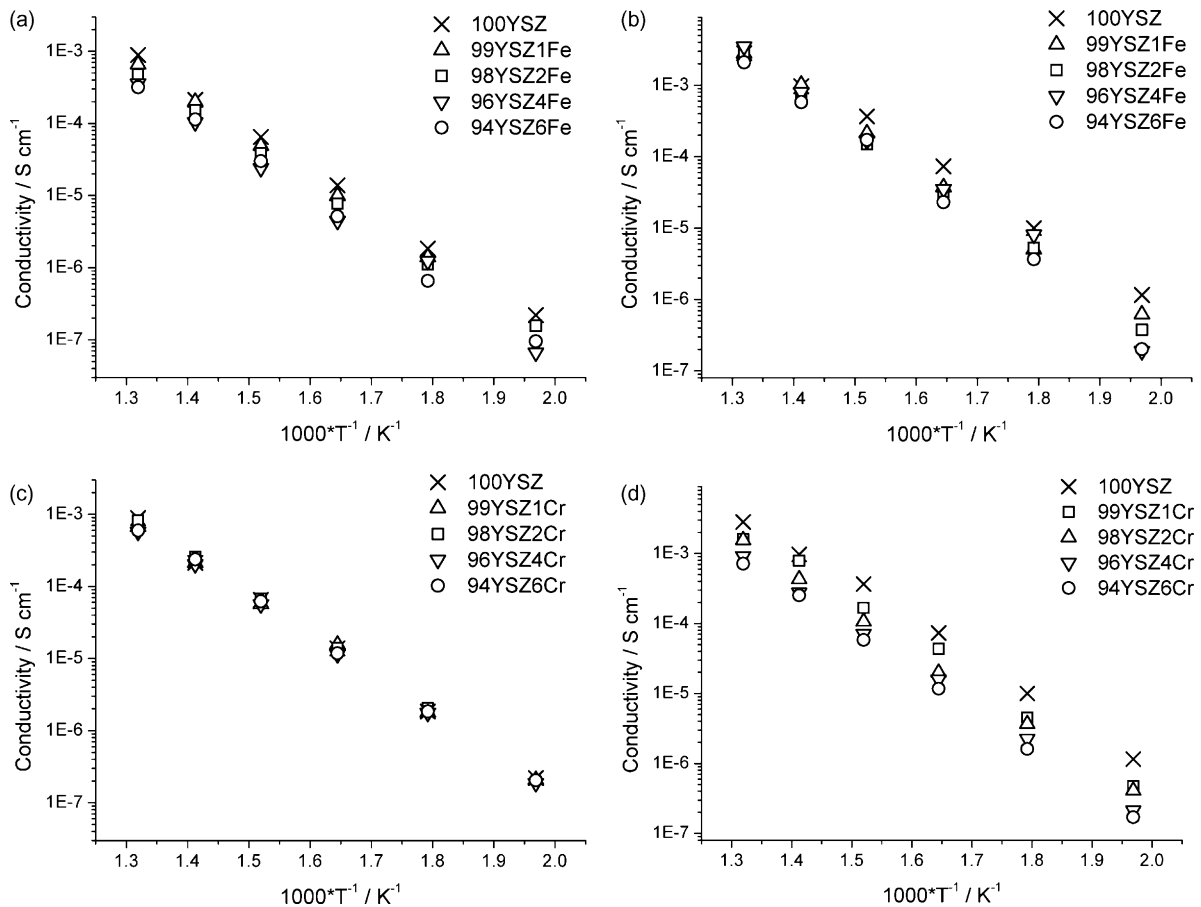 (a)
100YSZ
99YSZ1Fe
98YSZ2Fe
96YSZ4Fe
94YSZ6Fe
1E-3
1E-4
1E-5
1E-6
1E-7
Conductivity / S cm⁻¹
1.3 1.4 1.5 1.6 1.7 1.8 1.9 2.0
1000*T⁻¹ / K⁻¹
(b)
100YSZ
99YSZ1Fe
98YSZ2Fe
96YSZ4Fe
94YSZ6Fe
1E-3
1E-4
1E-5
1E-6
1E-7
Conductivity / S cm⁻¹
1.3 1.4 1.5 1.6 1.7 1.8 1.9 2.0
1000*T⁻¹ / K⁻¹
(c)
100YSZ
99YSZ1Cr
98YSZ2Cr
96YSZ4Cr
94YSZ6Cr
1E-3
1E-4
1E-5
1E-6
1E-7
Conductivity / S cm⁻¹
1.3 1.4 1.5 1.6 1.7 1.8 1.9 2.0
1000*T⁻¹ / K⁻¹
(d)
100YSZ
99YSZ1Cr
98YSZ2Cr
96YSZ4Cr
94YSZ6Cr
1E-3
1E-4
1E-5
1E-6
1E-7
Conductivity / S cm⁻¹
1.3 1.4 1.5 1.6 1.7 1.8 1.9 2.0
1000*T⁻¹ / K⁻¹